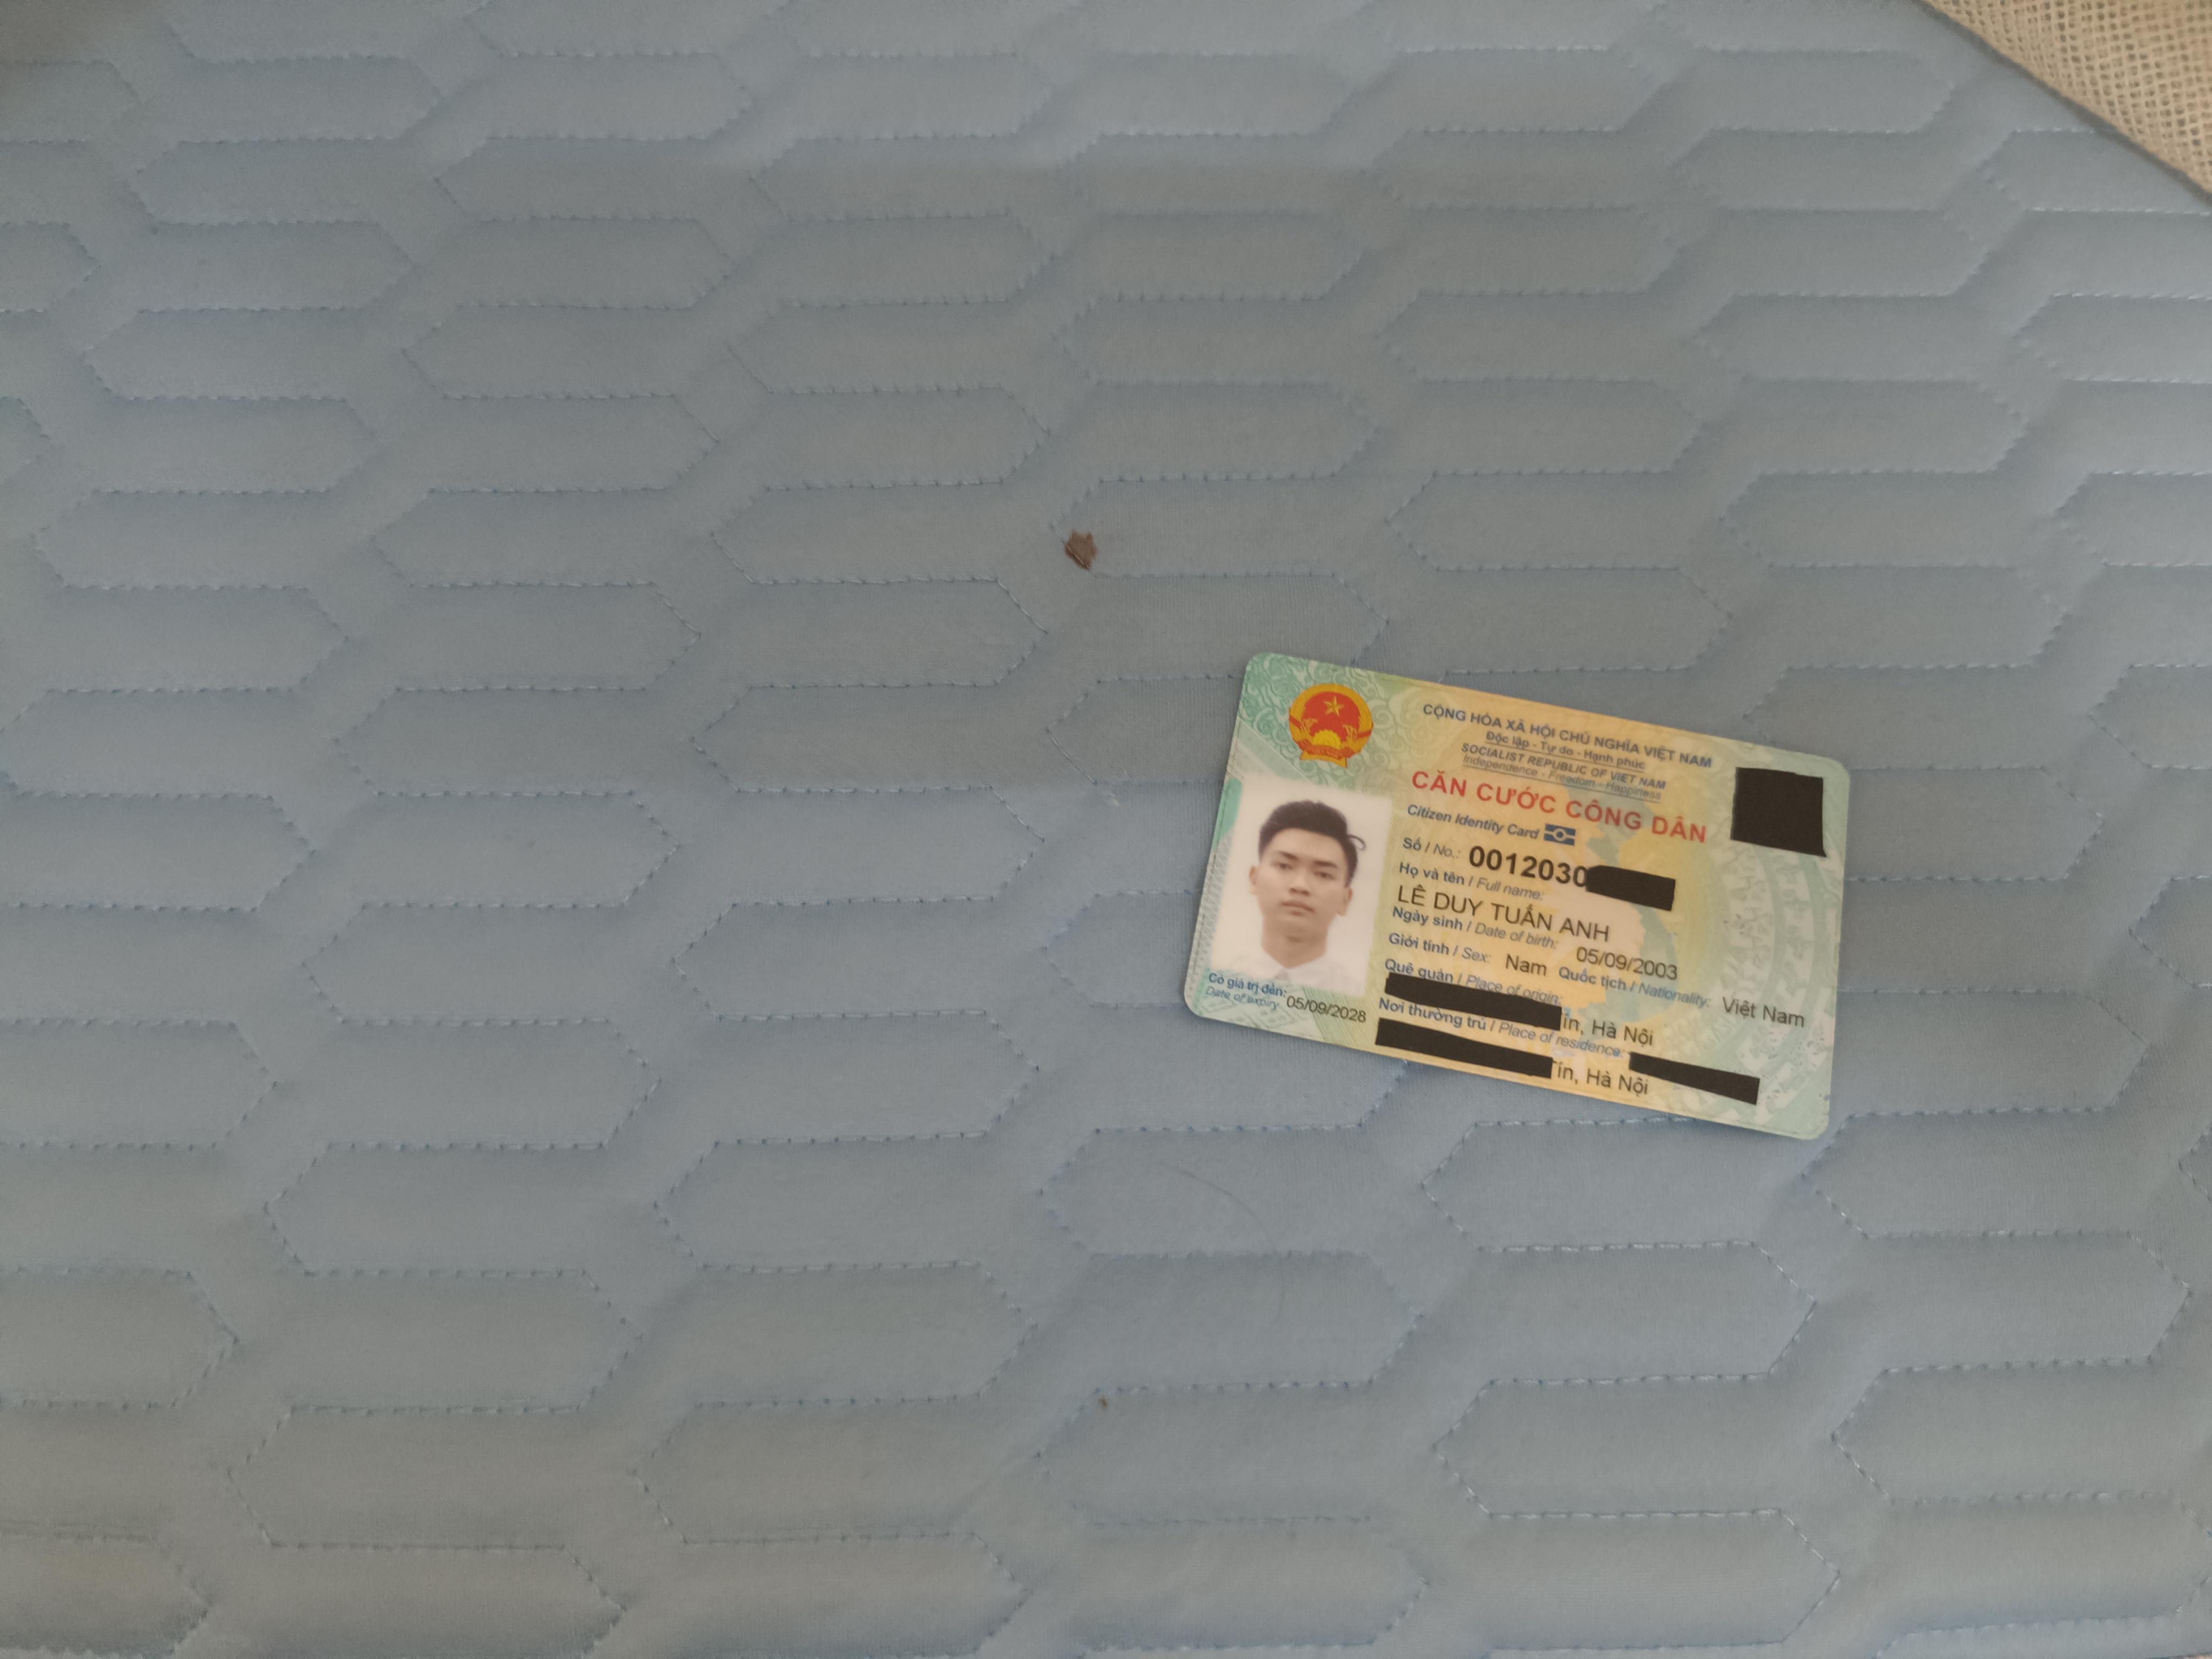 CỘNG HÒA XÃ HỘI CHỦ NGHĨA VIỆT NAM
Độc lập - Tự do - Hạnh phúc
SOCIALIST REPUBLIC OF VIET NAM
Independence - Freedom - Happiness
CĂN CƯỚC CÔNG DÂN
Citizen Identity Card
Số / No.: 0012030
Họ và tên / Full name:
LÊ DUY TUẤN ANH
Ngày sinh / Date of birth: 05/09/2003
Giới tính / Sex: Nam Quốc tịch / Nationality: Việt Nam
Quê quán / Place of origin:
ín, Hà Nội
Nơi thường trú / Place of residence:
ín, Hà Nội
Có giá trị đến: 05/09/2028
Date of expiry